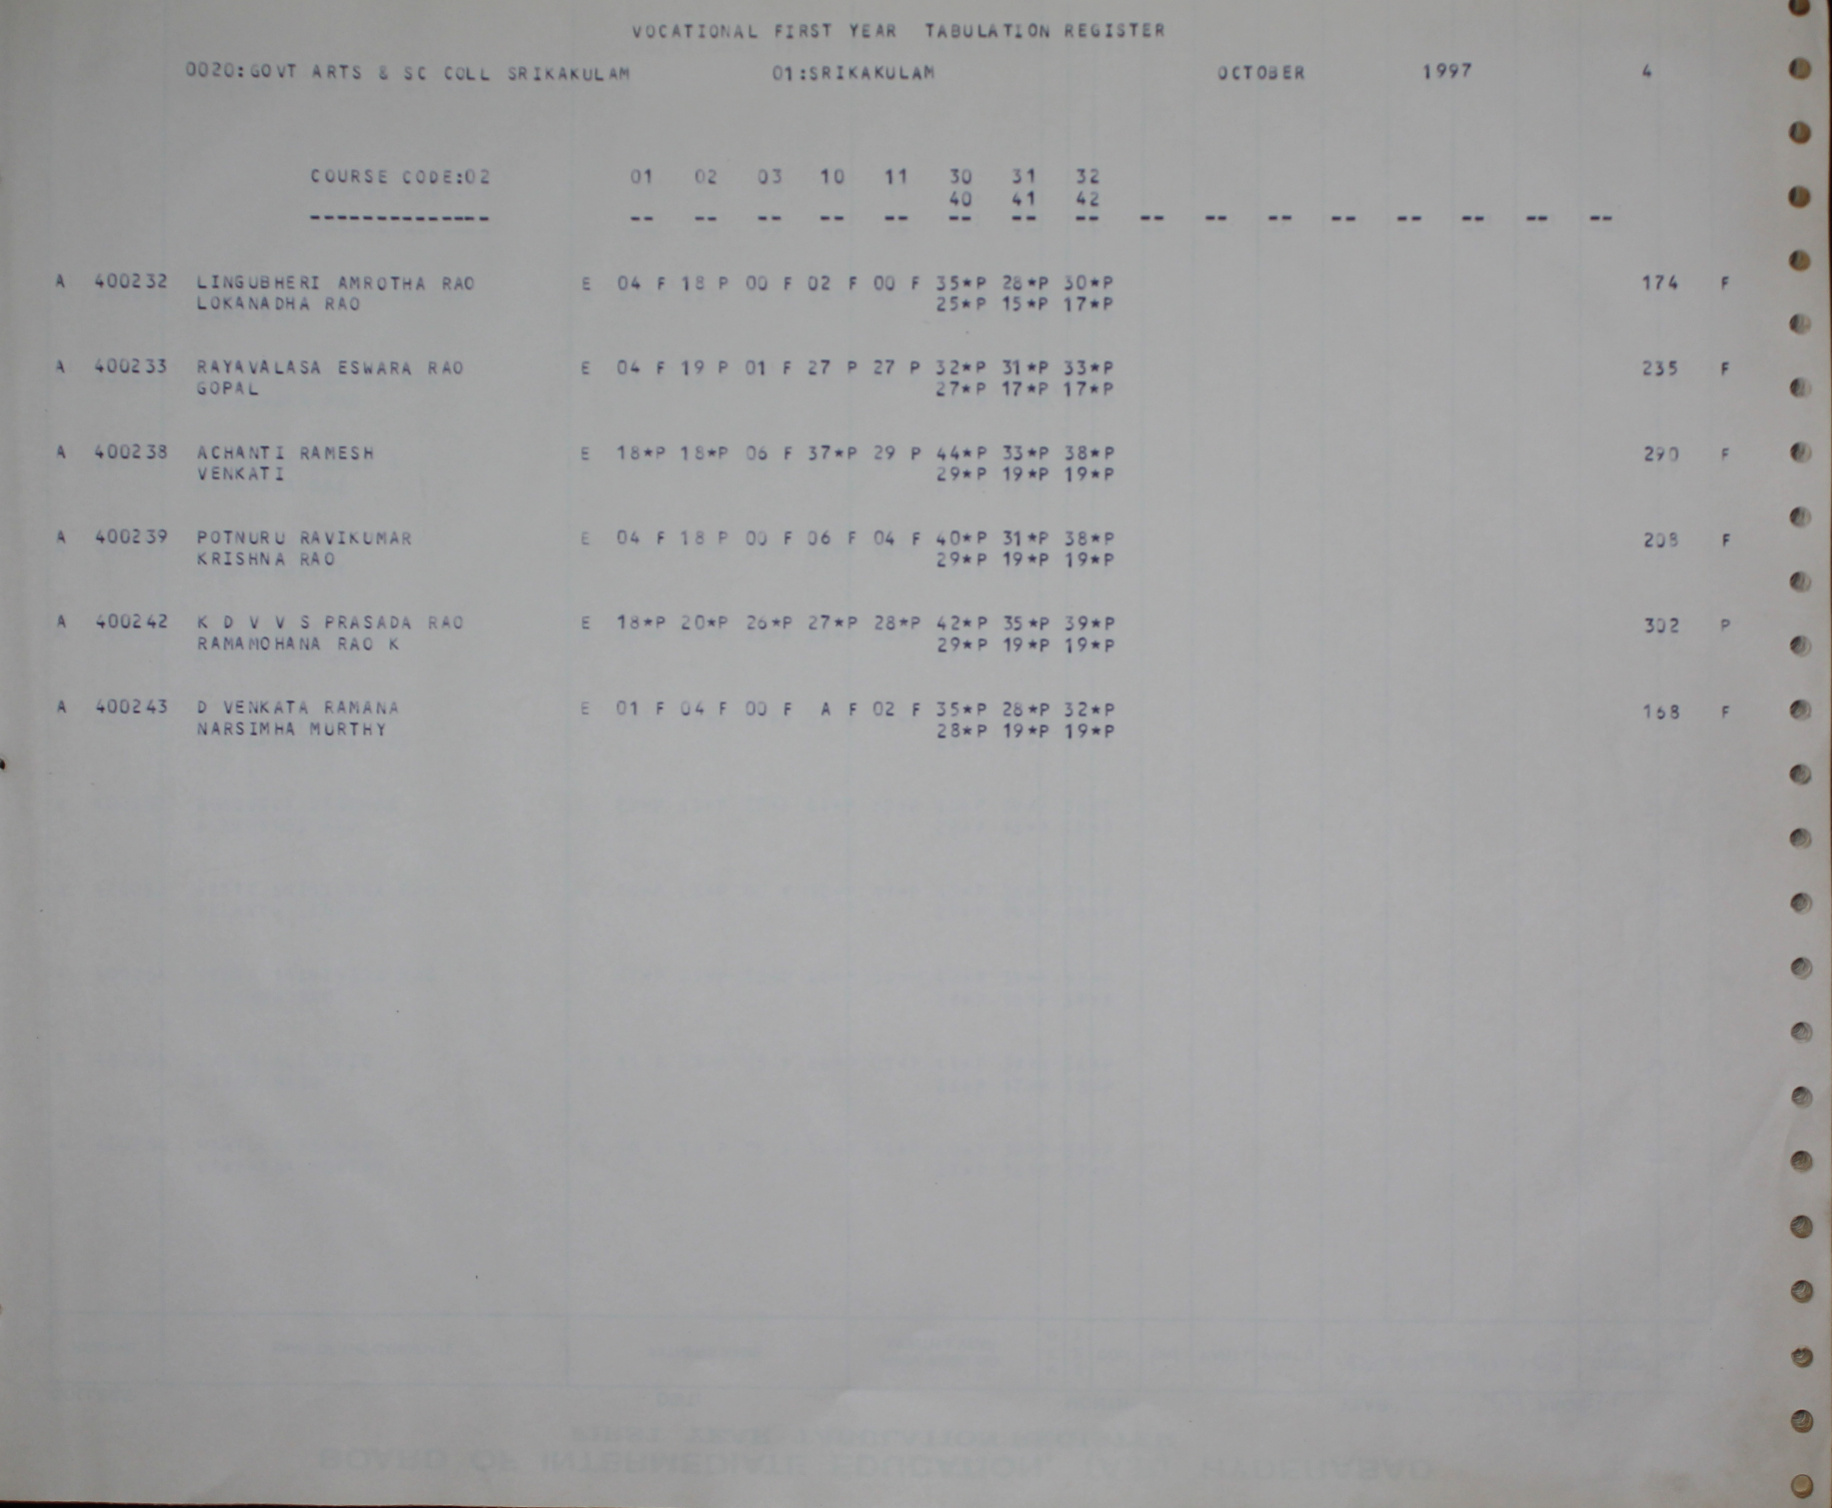 VOCATIONAL FIRST YEAR TABULATION REGISTER
0020:GOVT ARTS & SC COLL SRIKAKULAM 01:SRIKAKULAM OCTOBER 1997 4
COURSE CODE:02 01 02 03 10 11 30 31 32
40 41 42
-------------- -- -- -- -- -- -- -- -- -- -- -- -- -- -- -- --
A 400232 LINGUBHERI AMROTHA RAO E 04 F 18 P 00 F 02 F 00 F 35*P 28*P 30*P 174 F
LOKANADHA RAO 25*P 15*P 17*P
A 400233 RAYAVALASA ESWARA RAO E 04 F 19 P 01 F 27 P 27 P 32*P 31*P 33*P 235 F
GOPAL 27*P 17*P 17*P
A 400238 ACHANTI RAMESH E 18*P 18*P 06 F 37*P 29 P 44*P 33*P 38*P 290 F
VENKATI 29*P 19*P 19*P
A 400239 POTNURU RAVIKUMAR E 04 F 18 P 00 F 06 F 04 F 40*P 31*P 38*P 208 F
KRISHNA RAO 29*P 19*P 19*P
A 400242 K D V V S PRASADA RAO E 18*P 20*P 26*P 27*P 28*P 42*P 35*P 39*P 302 P
RAMAMOHANA RAO K 29*P 19*P 19*P
A 400243 D VENKATA RAMANA E 01 F 04 F 00 F A F 02 F 35*P 28*P 32*P 168 F
NARSIMHA MURTHY 28*P 19*P 19*P